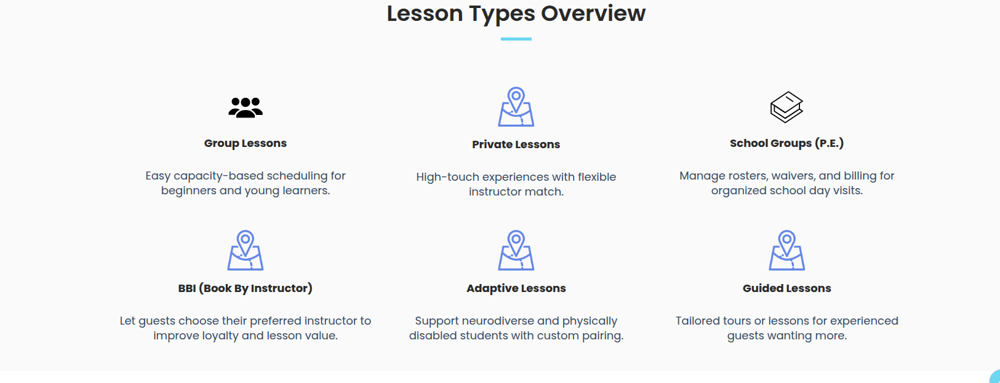 Lesson Types Overview
Group Lessons
Easy capacity-based scheduling for
beginners and young learners.
Private Lessons
High-touch experiences with flexible
instructor match.
School Groups (P.E.)
Manage rosters, waivers, and billing for
organized school day visits.
BBI (Book By Instructor)
Let guests choose their preferred instructor to
improve loyalty and lesson value.
Adaptive Lessons
Support neurodiverse and physically
disabled students with custom pairing.
Guided Lessons
Tailored tours or lessons for experienced
guests wanting more.